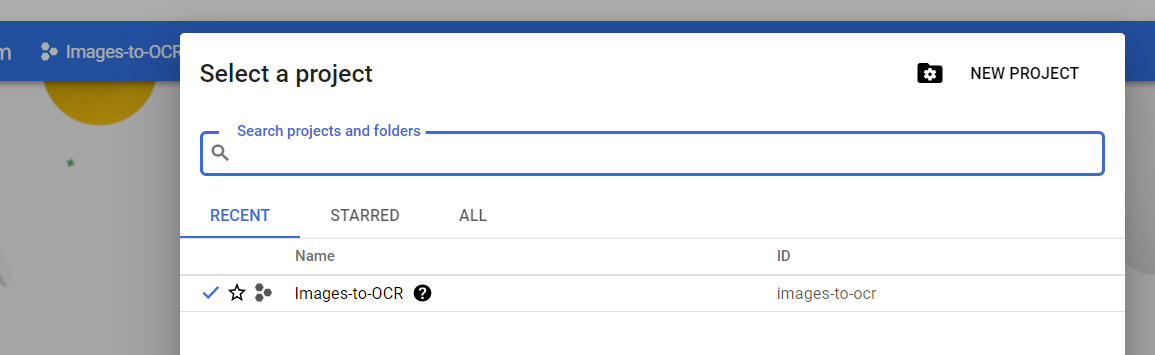 m Images-to-OCR
Select a project
NEW PROJECT
Search projects and folders
RECENT STARRED ALL
Name ID
Images-to-OCR images-to-ocr